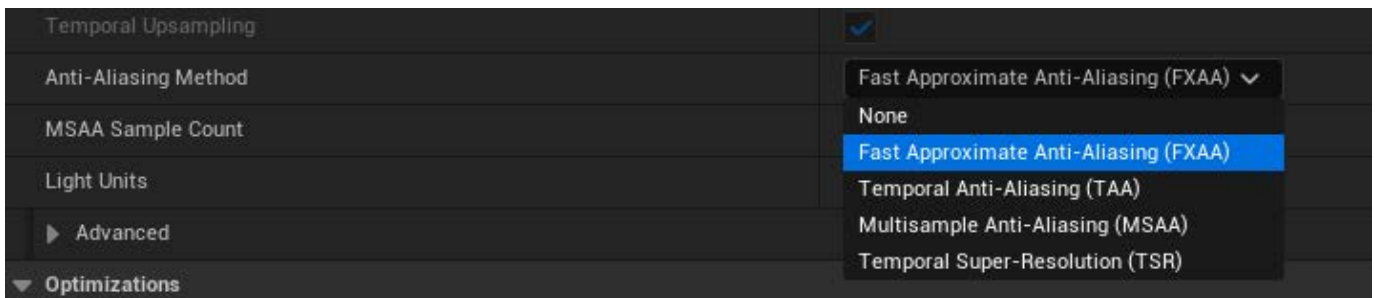 Temporal Upsampling
Anti-Aliasing Method Fast Approximate Anti-Aliasing (FXAA)
None
MSAA Sample Count
Fast Approximate Anti-Aliasing (FXAA)
Light Units
Temporal Anti-Aliasing (TAA)
Multisample Anti-Aliasing (MSAA)
Advanced
Temporal Super-Resolution (TSR)
Optimizations